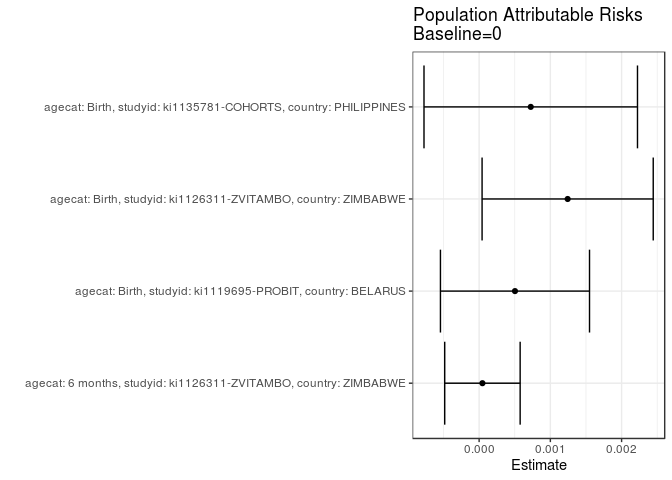 Population Attributable Risks
Baseline=0
agecat: Birth, studyid: ki1135781-COHORTS, country: PHILIPPINES
agecat: Birth, studyid: ki1126311-ZVITAMBO, country: ZIMBABWE
agecat: Birth, studyid: ki1119695-PROBIT, country: BELARUS
agecat: 6 months, studyid: ki1126311-ZVITAMBO, country: ZIMBABWE
0.000 0.001 0.002
Estimate